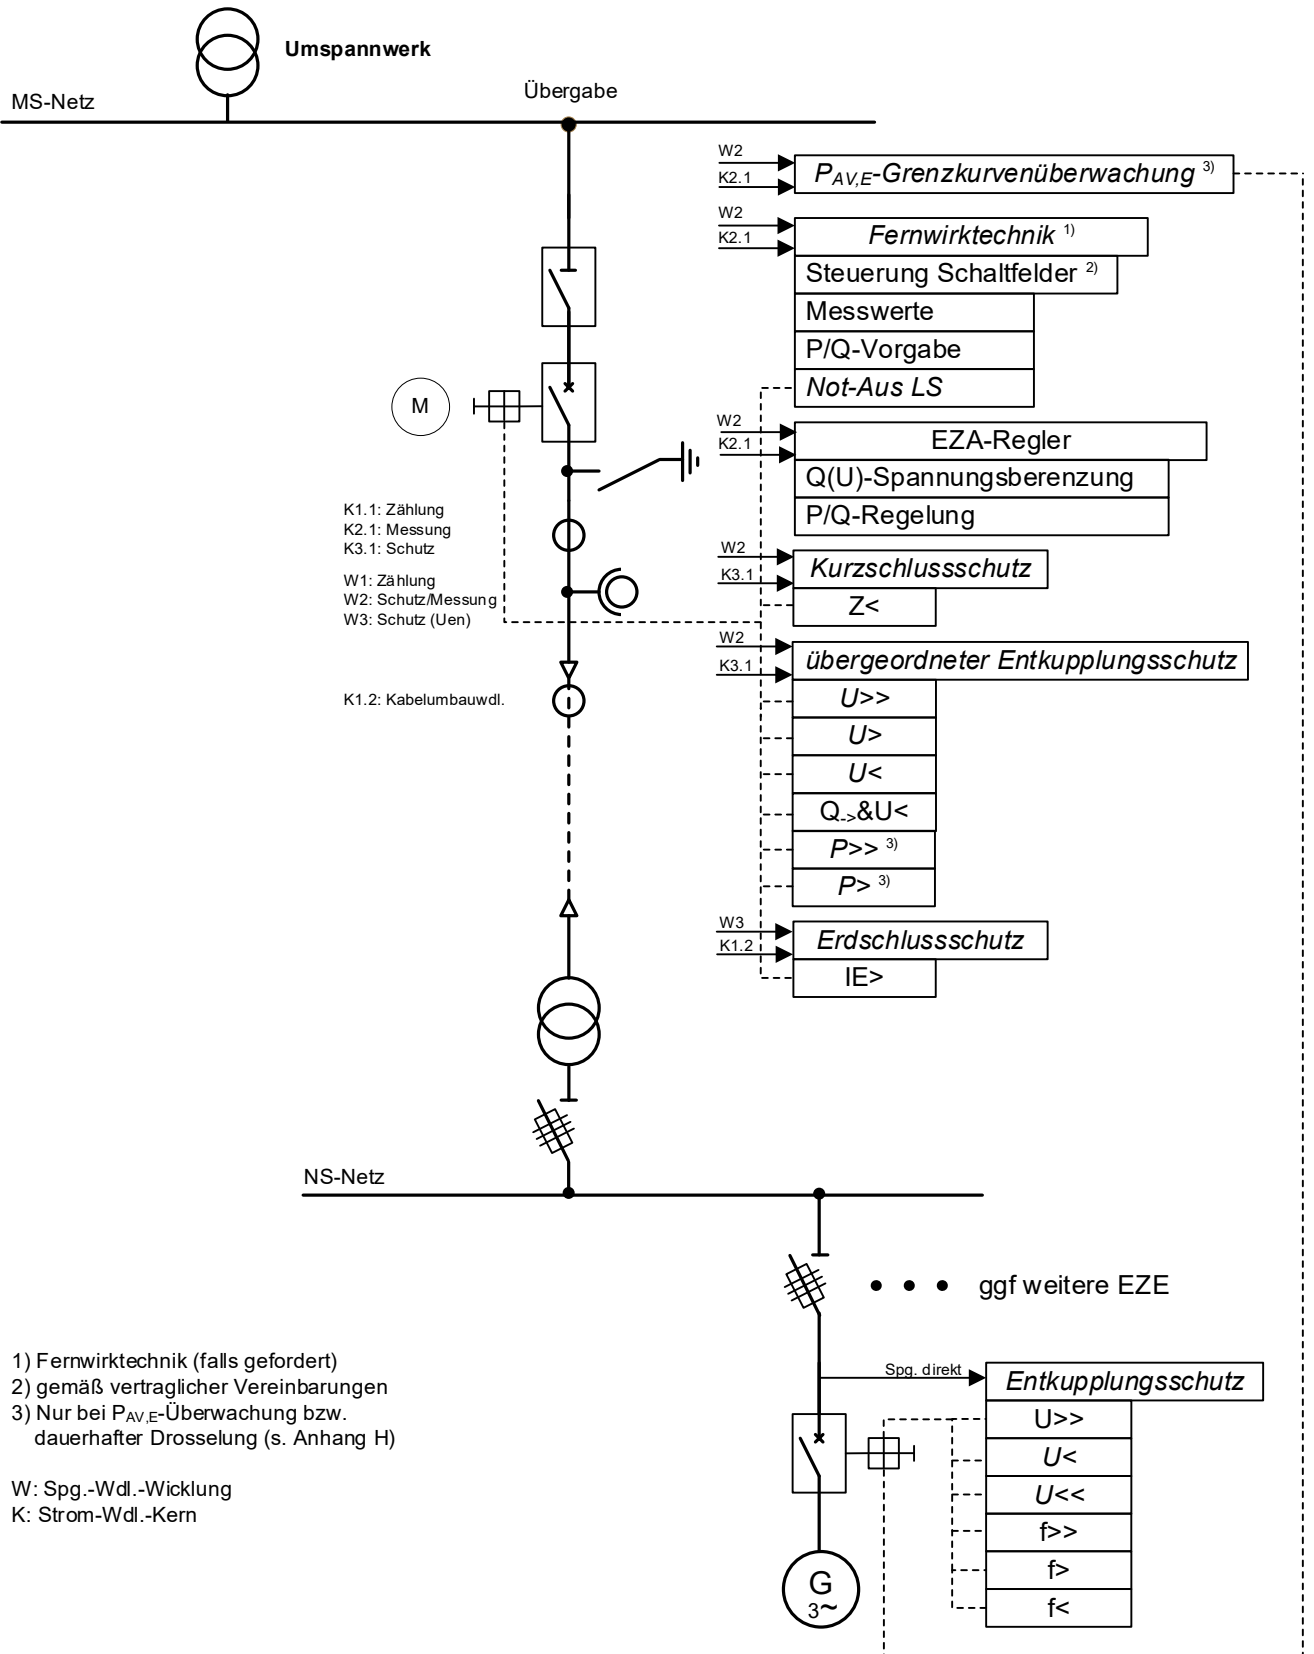 Umspannwerk
MS-Netz
Übergabe
W2
K2.1
P_AV,E-Grenzkurvenüberwachung ³⁾
W2
K2.1
Fernwirktechnik ¹⁾
Steuerung Schaltfelder ²⁾
Messwerte
P/Q-Vorgabe
Not-Aus LS
M
W2
K2.1
EZA-Regler
Q(U)-Spannungsberenzung
P/Q-Regelung
K1.1: Zählung
K2.1: Messung
K3.1: Schutz
W1: Zählung
W2: Schutz/Messung
W3: Schutz (Uen)
W2
K3.1
Kurzschlussschutz
Z<
W2
K3.1
übergeordneter Entkupplungsschutz
U>>
U>
U<
Q->&U<
P>> ³⁾
P> ³⁾
K1.2: Kabelumbauwdl.
W3
K1.2
Erdschlussschutz
IE>
NS-Netz
• • • ggf weitere EZE
Spg. direkt
Entkupplungsschutz
U>>
U<
U<<
f>>
f>
f<
G
3~
1) Fernwirktechnik (falls gefordert)
2) gemäß vertraglicher Vereinbarungen
3) Nur bei P_AV,E-Überwachung bzw.
dauerhafter Drosselung (s. Anhang H)
W: Spg.-Wdl.-Wicklung
K: Strom-Wdl.-Kern